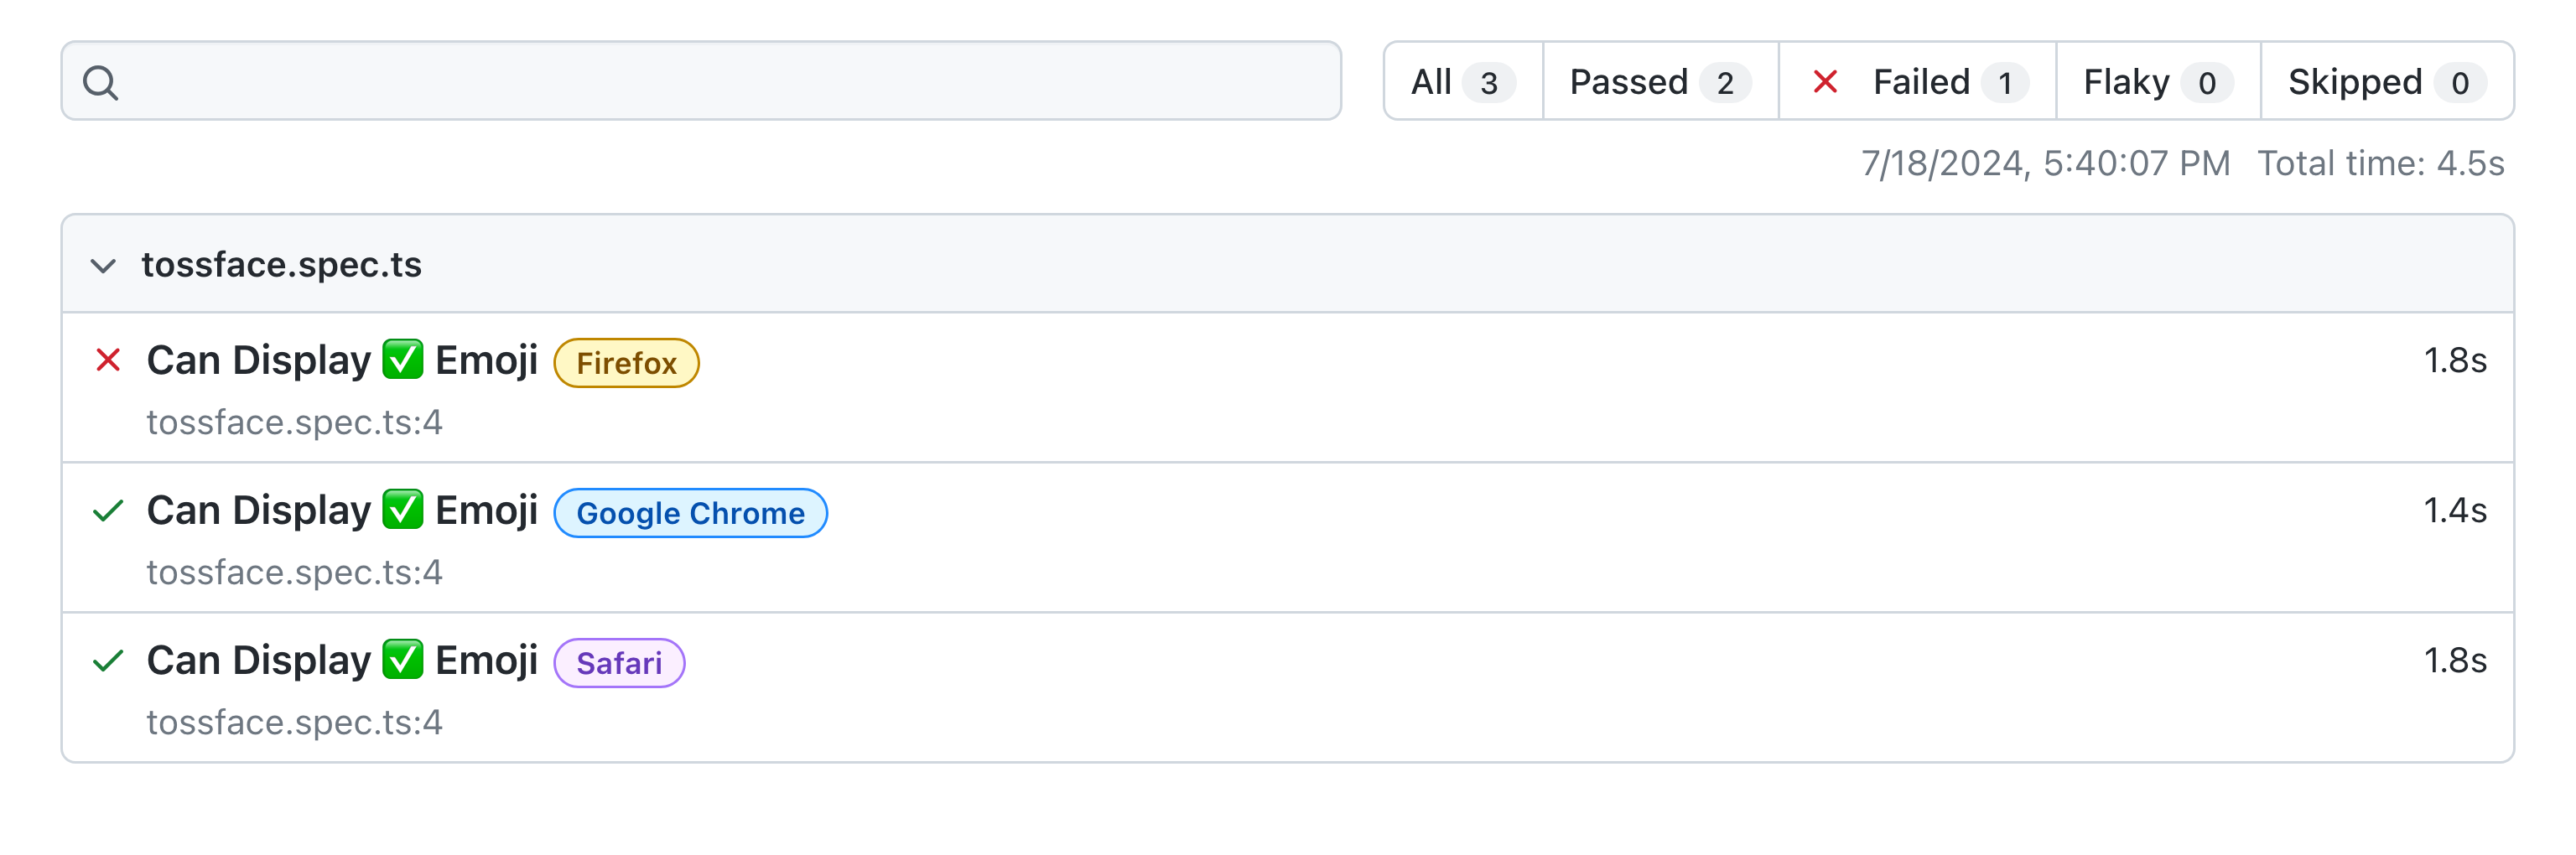 All 3 Passed 2 Failed 1 Flaky 0 Skipped 0
7/18/2024, 5:40:07 PM Total time: 4.5s
tossface.spec.ts
Can Display ✅ Emoji Firefox 1.8s
tossface.spec.ts:4
Can Display ✅ Emoji Google Chrome 1.4s
tossface.spec.ts:4
Can Display ✅ Emoji Safari 1.8s
tossface.spec.ts:4